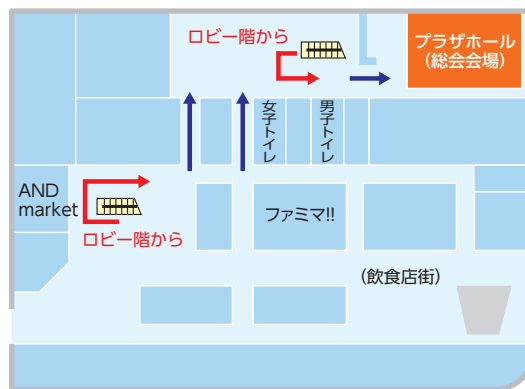 ロビー階から
プラザホール
(総会会場)
女子トイレ
男子トイレ
AND
market
ファミマ!!
ロビー階から
(飲食店街)